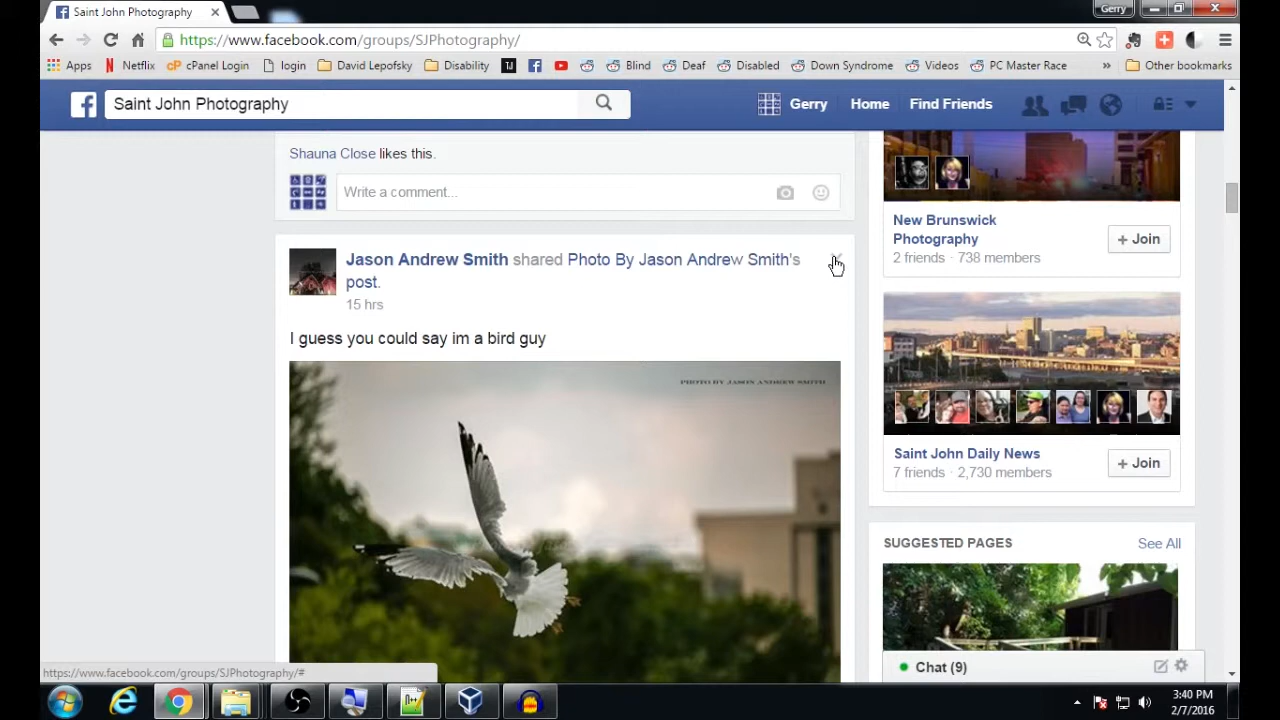 Saint John Photography
Gerry
https://www.facebook.com/groups/SJPhotography/
Apps
Netflix
cPanel Login
login
David Lepofsky
Disability
Blind
Deaf
Disabled
Down Syndrome
Videos
PC Master Race
»
Other bookmarks
Saint John Photography
Gerry
Home
Find Friends
Shauna Close likes this.
Write a comment...
Jason Andrew Smith shared Photo By Jason Andrew Smith's
post.
15 hrs
I guess you could say im a bird guy
PHOTO BY JASON ANDREW SMITH
New Brunswick
Photography
+ Join
2 friends · 738 members
Saint John Daily News
+ Join
7 friends · 2,730 members
SUGGESTED PAGES
See All
Chat (9)
https://www.facebook.com/groups/SJPhotography/#
3:40 PM
2/7/2016